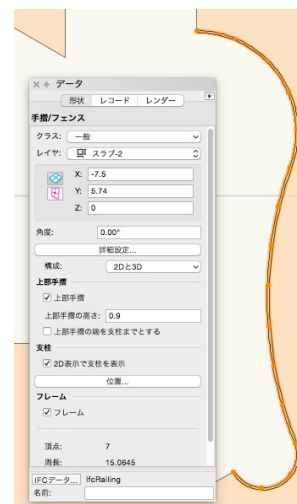 データ
形状 レコード レンダー
手摺/フェンス
クラス: 一般
レイヤ: スラブ-2
X: -7.5
Y: 5.74
Z: 0
角度: 0.00°
詳細設定...
構成: 2Dと3D
上部手摺
上部手摺
上部手摺の高さ: 0.9
上部手摺の端を支柱までとする
支柱
2D表示で支柱を表示
位置...
フレーム
フレーム
頂点: 7
周長: 15.0645
IFCデータ... IfcRailing
名前: